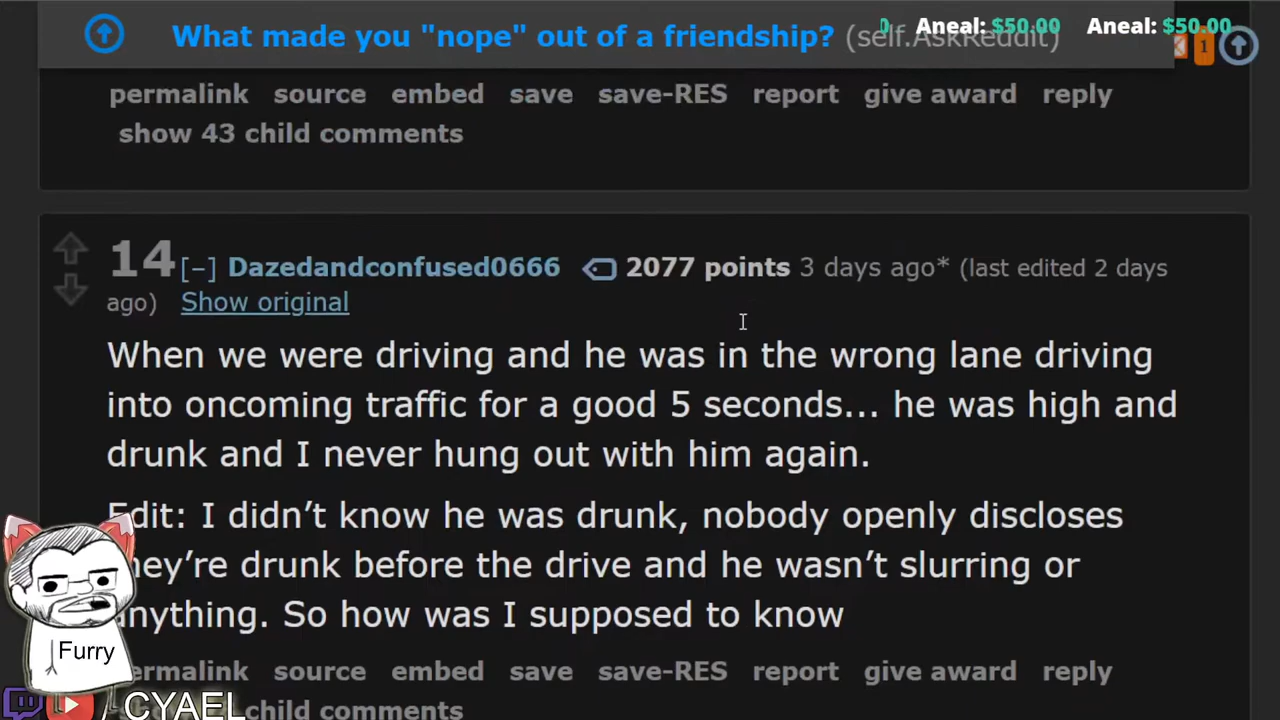 What made you "nope" out of a friendship? (self.AskReddit)
Aneal: $50.00 Aneal: $50.00
1
permalink source embed save save-RES report give award reply
show 43 child comments
14 [–] Dazedandconfused0666 2077 points 3 days ago* (last edited 2 days
ago) Show original
When we were driving and he was in the wrong lane driving
into oncoming traffic for a good 5 seconds... he was high and
drunk and I never hung out with him again.
Edit: I didn’t know he was drunk, nobody openly discloses
they’re drunk before the drive and he wasn’t slurring or
anything. So how was I supposed to know
Furry
permalink source embed save save-RES report give award reply
/ CYAEL
child comments